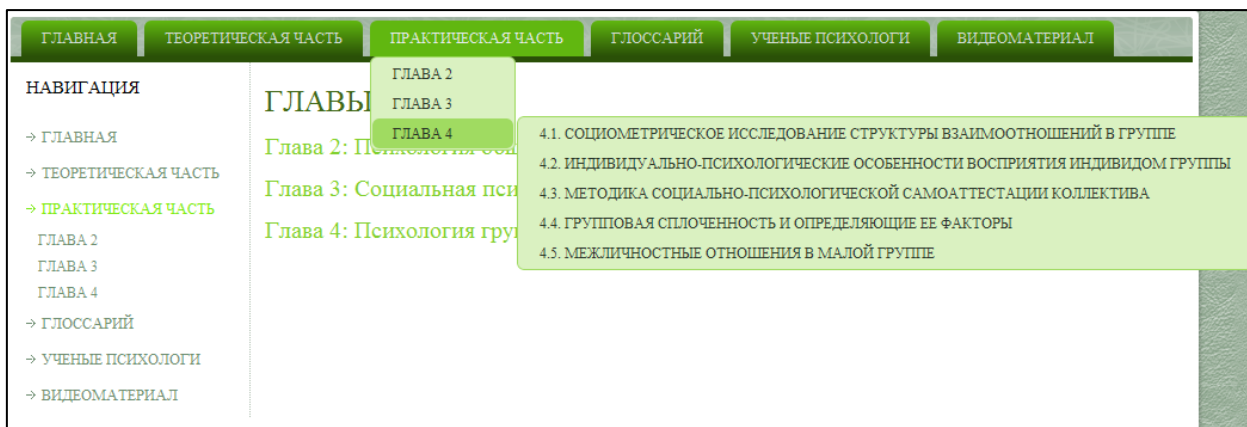 ГЛАВНАЯ ТЕОРЕТИЧЕСКАЯ ЧАСТЬ ПРАКТИЧЕСКАЯ ЧАСТЬ ГЛОССАРИЙ УЧЕНЫЕ ПСИХОЛОГИ ВИДЕОМАТЕРИАЛ
НАВИГАЦИЯ
→ ГЛАВНАЯ
→ ТЕОРЕТИЧЕСКАЯ ЧАСТЬ
→ ПРАКТИЧЕСКАЯ ЧАСТЬ
ГЛАВА 2
ГЛАВА 3
ГЛАВА 4
→ ГЛОССАРИЙ
→ УЧЕНЫЕ ПСИХОЛОГИ
→ ВИДЕОМАТЕРИАЛ
ГЛАВА 2
ГЛАВА 3
ГЛАВА 4
4.1. СОЦИОМЕТРИЧЕСКОЕ ИССЛЕДОВАНИЕ СТРУКТУРЫ ВЗАИМООТНОШЕНИЙ В ГРУППЕ
4.2. ИНДИВИДУАЛЬНО-ПСИХОЛОГИЧЕСКИЕ ОСОБЕННОСТИ ВОСПРИЯТИЯ ИНДИВИДОМ ГРУППЫ
4.3. МЕТОДИКА СОЦИАЛЬНО-ПСИХОЛОГИЧЕСКОЙ САМОАТТЕСТАЦИИ КОЛЛЕКТИВА
4.4. ГРУППОВАЯ СПЛОЧЕННОСТЬ И ОПРЕДЕЛЯЮЩИЕ ЕЕ ФАКТОРЫ
4.5. МЕЖЛИЧНОСТНЫЕ ОТНОШЕНИЯ В МАЛОЙ ГРУППЕ
ГЛАВЫ
Глава 2: Психология
Глава 3: Социальная
Глава 4: Психология